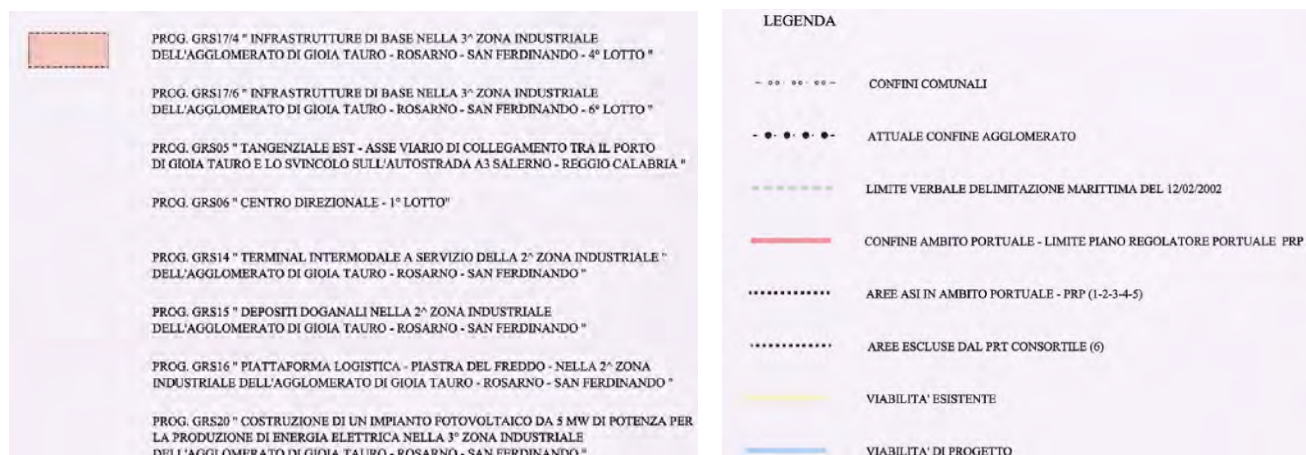 PROG. GRS17/4 " INFRASTRUTTURE DI BASE NELLA 3^ ZONA INDUSTRIALE
DELL'AGGLOMERATO DI GIOIA TAURO - ROSARNO - SAN FERDINANDO - 4° LOTTO "
PROG. GRS17/6 " INFRASTRUTTURE DI BASE NELLA 3^ ZONA INDUSTRIALE
DELL'AGGLOMERATO DI GIOIA TAURO - ROSARNO - SAN FERDINANDO - 6° LOTTO "
PROG. GRS05 " TANGENZIALE EST - ASSE VIARIO DI COLLEGAMENTO TRA IL PORTO
DI GIOIA TAURO E LO SVINCOLO SULL'AUTOSTRADA A3 SALERNO - REGGIO CALABRIA "
PROG. GRS06 " CENTRO DIREZIONALE - 1° LOTTO"
PROG. GRS14 " TERMINAL INTERMODALE A SERVIZIO DELLA 2^ ZONA INDUSTRIALE "
DELL'AGGLOMERATO DI GIOIA TAURO - ROSARNO - SAN FERDINANDO "
PROG. GRS15 " DEPOSITI DOGANALI NELLA 2^ ZONA INDUSTRIALE
DELL'AGGLOMERATO DI GIOIA TAURO - ROSARNO - SAN FERDINANDO "
PROG. GRS16 " PIATTAFORMA LOGISTICA - PIASTRA DEL FREDDO - NELLA 2^ ZONA
INDUSTRIALE DELL'AGGLOMERATO DI GIOIA TAURO - ROSARNO - SAN FERDINANDO "
PROG. GRS20 " COSTRUZIONE DI UN IMPIANTO FOTOVOLTAICO DA 5 MW DI POTENZA PER
LA PRODUZIONE DI ENERGIA ELETTRICA NELLA 3° ZONA INDUSTRIALE
DELL'AGGLOMERATO DI GIOIA TAURO - ROSARNO - SAN FERDINANDO "
LEGENDA
CONFINI COMUNALI
ATTUALE CONFINE AGGLOMERATO
LIMITE VERBALE DELIMITAZIONE MARITTIMA DEL 12/02/2002
CONFINE AMBITO PORTUALE - LIMITE PIANO REGOLATORE PORTUALE PRP
AREE ASI IN AMBITO PORTUALE - PRP (1-2-3-4-5)
AREE ESCLUSE DAL PRT CONSORTILE (6)
VIABILITA' ESISTENTE
VIABILITA' DI PROGETTO